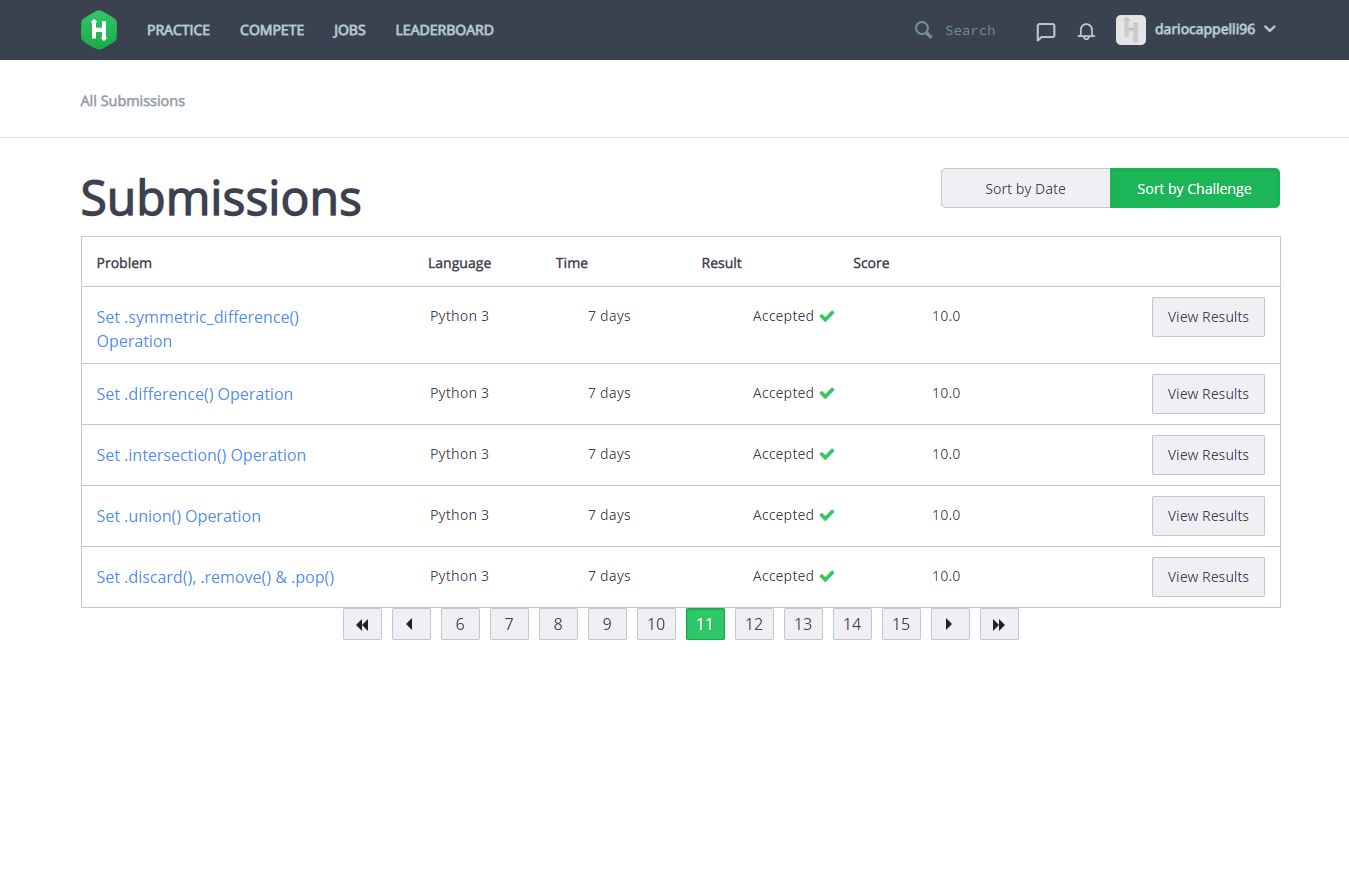 H PRACTICE COMPETE JOBS LEADERBOARD Search H dariocappelli96
All Submissions
Submissions
Sort by Date Sort by Challenge
Problem Language Time Result Score
Set .symmetric_difference() Operation Python 3 7 days Accepted 10.0 View Results
Set .difference() Operation Python 3 7 days Accepted 10.0 View Results
Set .intersection() Operation Python 3 7 days Accepted 10.0 View Results
Set .union() Operation Python 3 7 days Accepted 10.0 View Results
Set .discard(), .remove() & .pop() Python 3 7 days Accepted 10.0 View Results
6 7 8 9 10 11 12 13 14 15